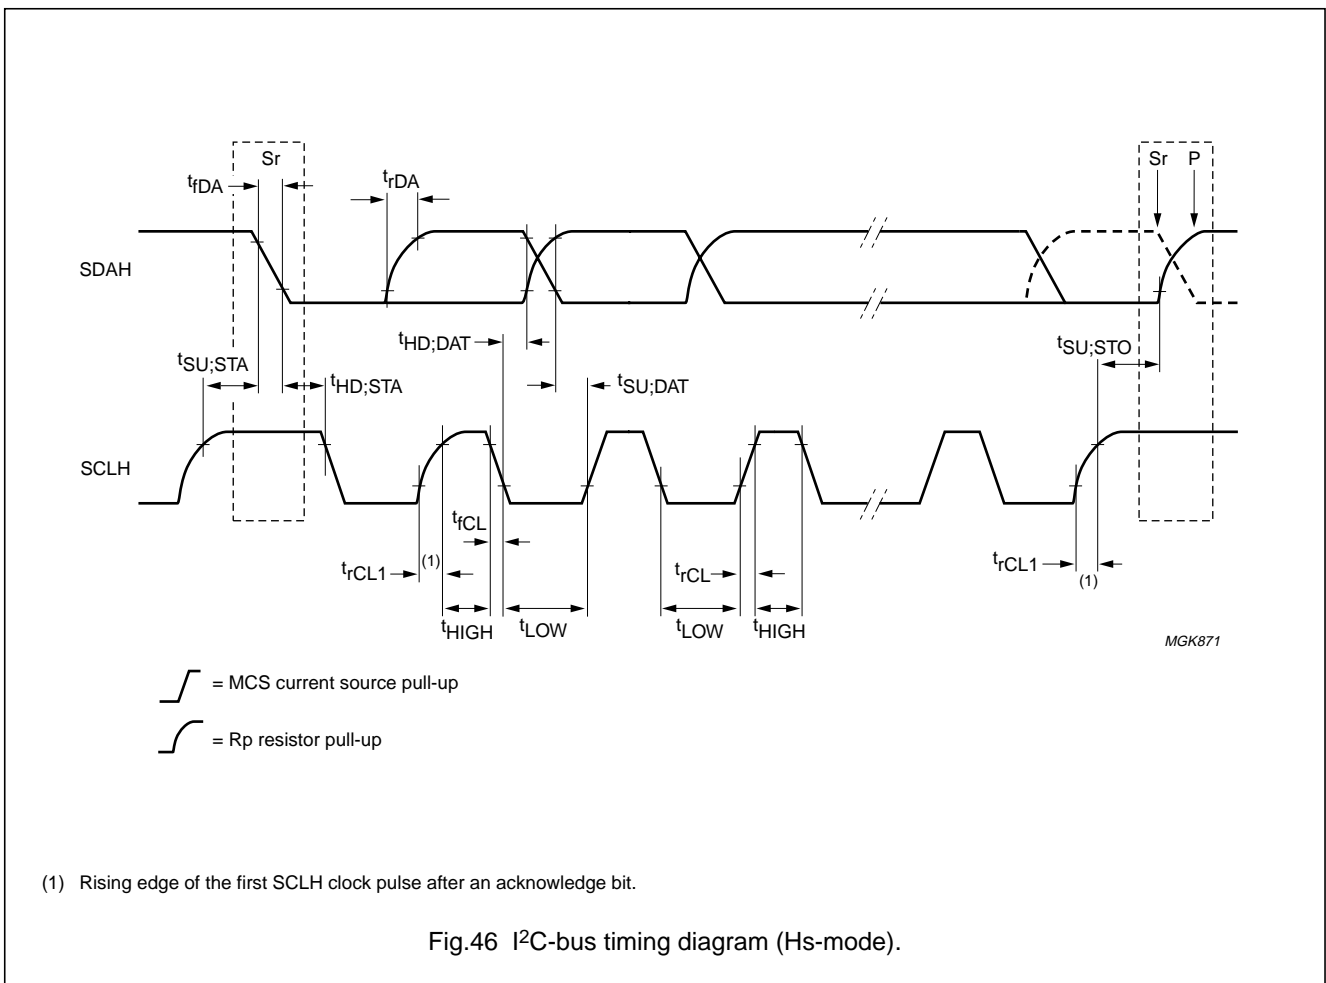 Sr
Sr P
tfDA
trDA
SDAH
tHD;DAT
tSU;STO
tSU;STA
tHD;STA
tSU;DAT
SCLH
tfCL
trCL1
(1)
trCL
trCL1
(1)
tHIGH
tLOW
tLOW
tHIGH
MGK871
= MCS current source pull-up
= Rp resistor pull-up
(1) Rising edge of the first SCLH clock pulse after an acknowledge bit.
Fig.46 I2C-bus timing diagram (Hs-mode).